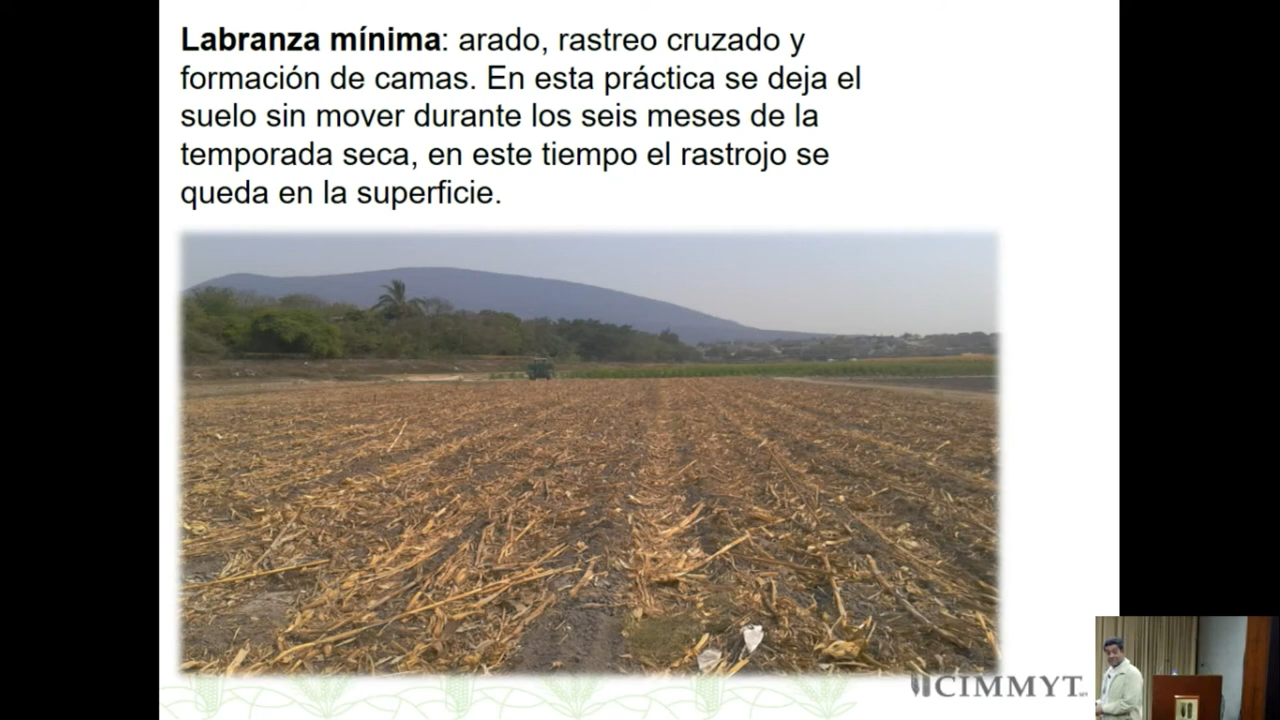 Labranza mínima: arado, rastreo cruzado y
formación de camas. En esta práctica se deja el
suelo sin mover durante los seis meses de la
temporada seca, en este tiempo el rastrojo se
queda en la superficie.
CIMMYT